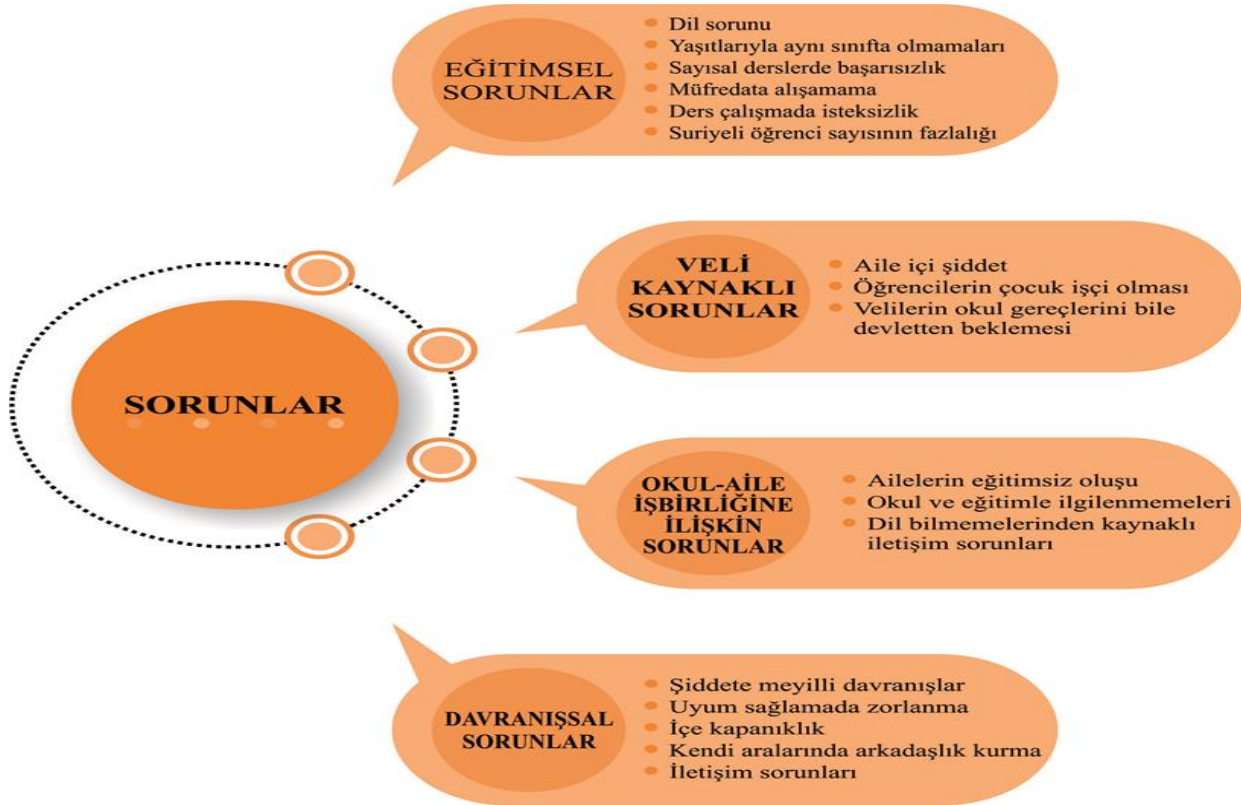 EĞİTİMSEL
SORUNLAR
Dil sorunu
Yaşıtlarıyla aynı sınıfta olmamaları
Sayısal derslerde başarısızlık
Müfredata alışamama
Ders çalışmada isteksizlik
Suriyeli öğrenci sayısının fazlalığı
SORUNLAR
VELİ
KAYNAKLI
SORUNLAR
Aile içi şiddet
Öğrencilerin çocuk işçi olması
Velilerin okul gereçlerini bile
devletten beklemesi
OKUL-AİLE
İŞBİRLİĞİNE
İLİŞKİN
SORUNLAR
Ailelerin eğitimsiz oluşu
Okul ve eğitimle ilgilenmemeleri
Dil bilmemelerinden kaynaklı
iletişim sorunları
DAVRANIŞSAL
SORUNLAR
Şiddete meyilli davranışlar
Uyum sağlamada zorlanma
İçe kapanıklık
Kendi aralarında arkadaşlık kurma
İletişim sorunları